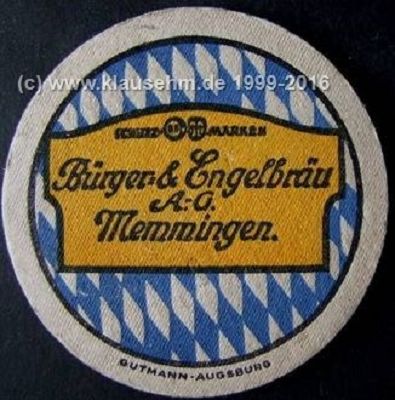 (c) www.klausehm.de 1999-2016
SCHUTZ MARKEN
Bürger- & Engelbräu
A.-G.
Memmingen.
GUTMANN-AUGSBURG